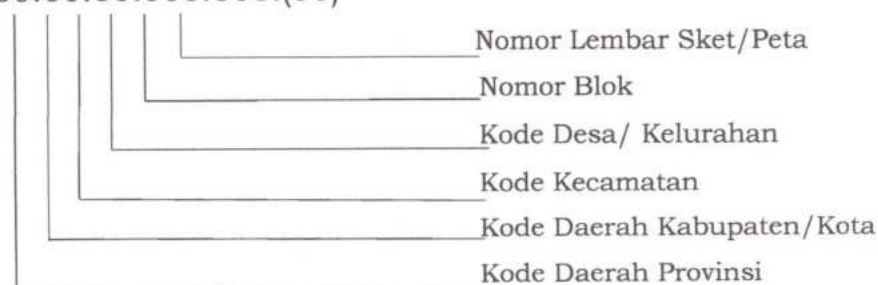 Nomor Lembar Sket/Peta
Nomor Blok
Kode Desa/ Kelurahan
Kode Kecamatan
Kode Daerah Kabupaten/Kota
Kode Daerah Provinsi